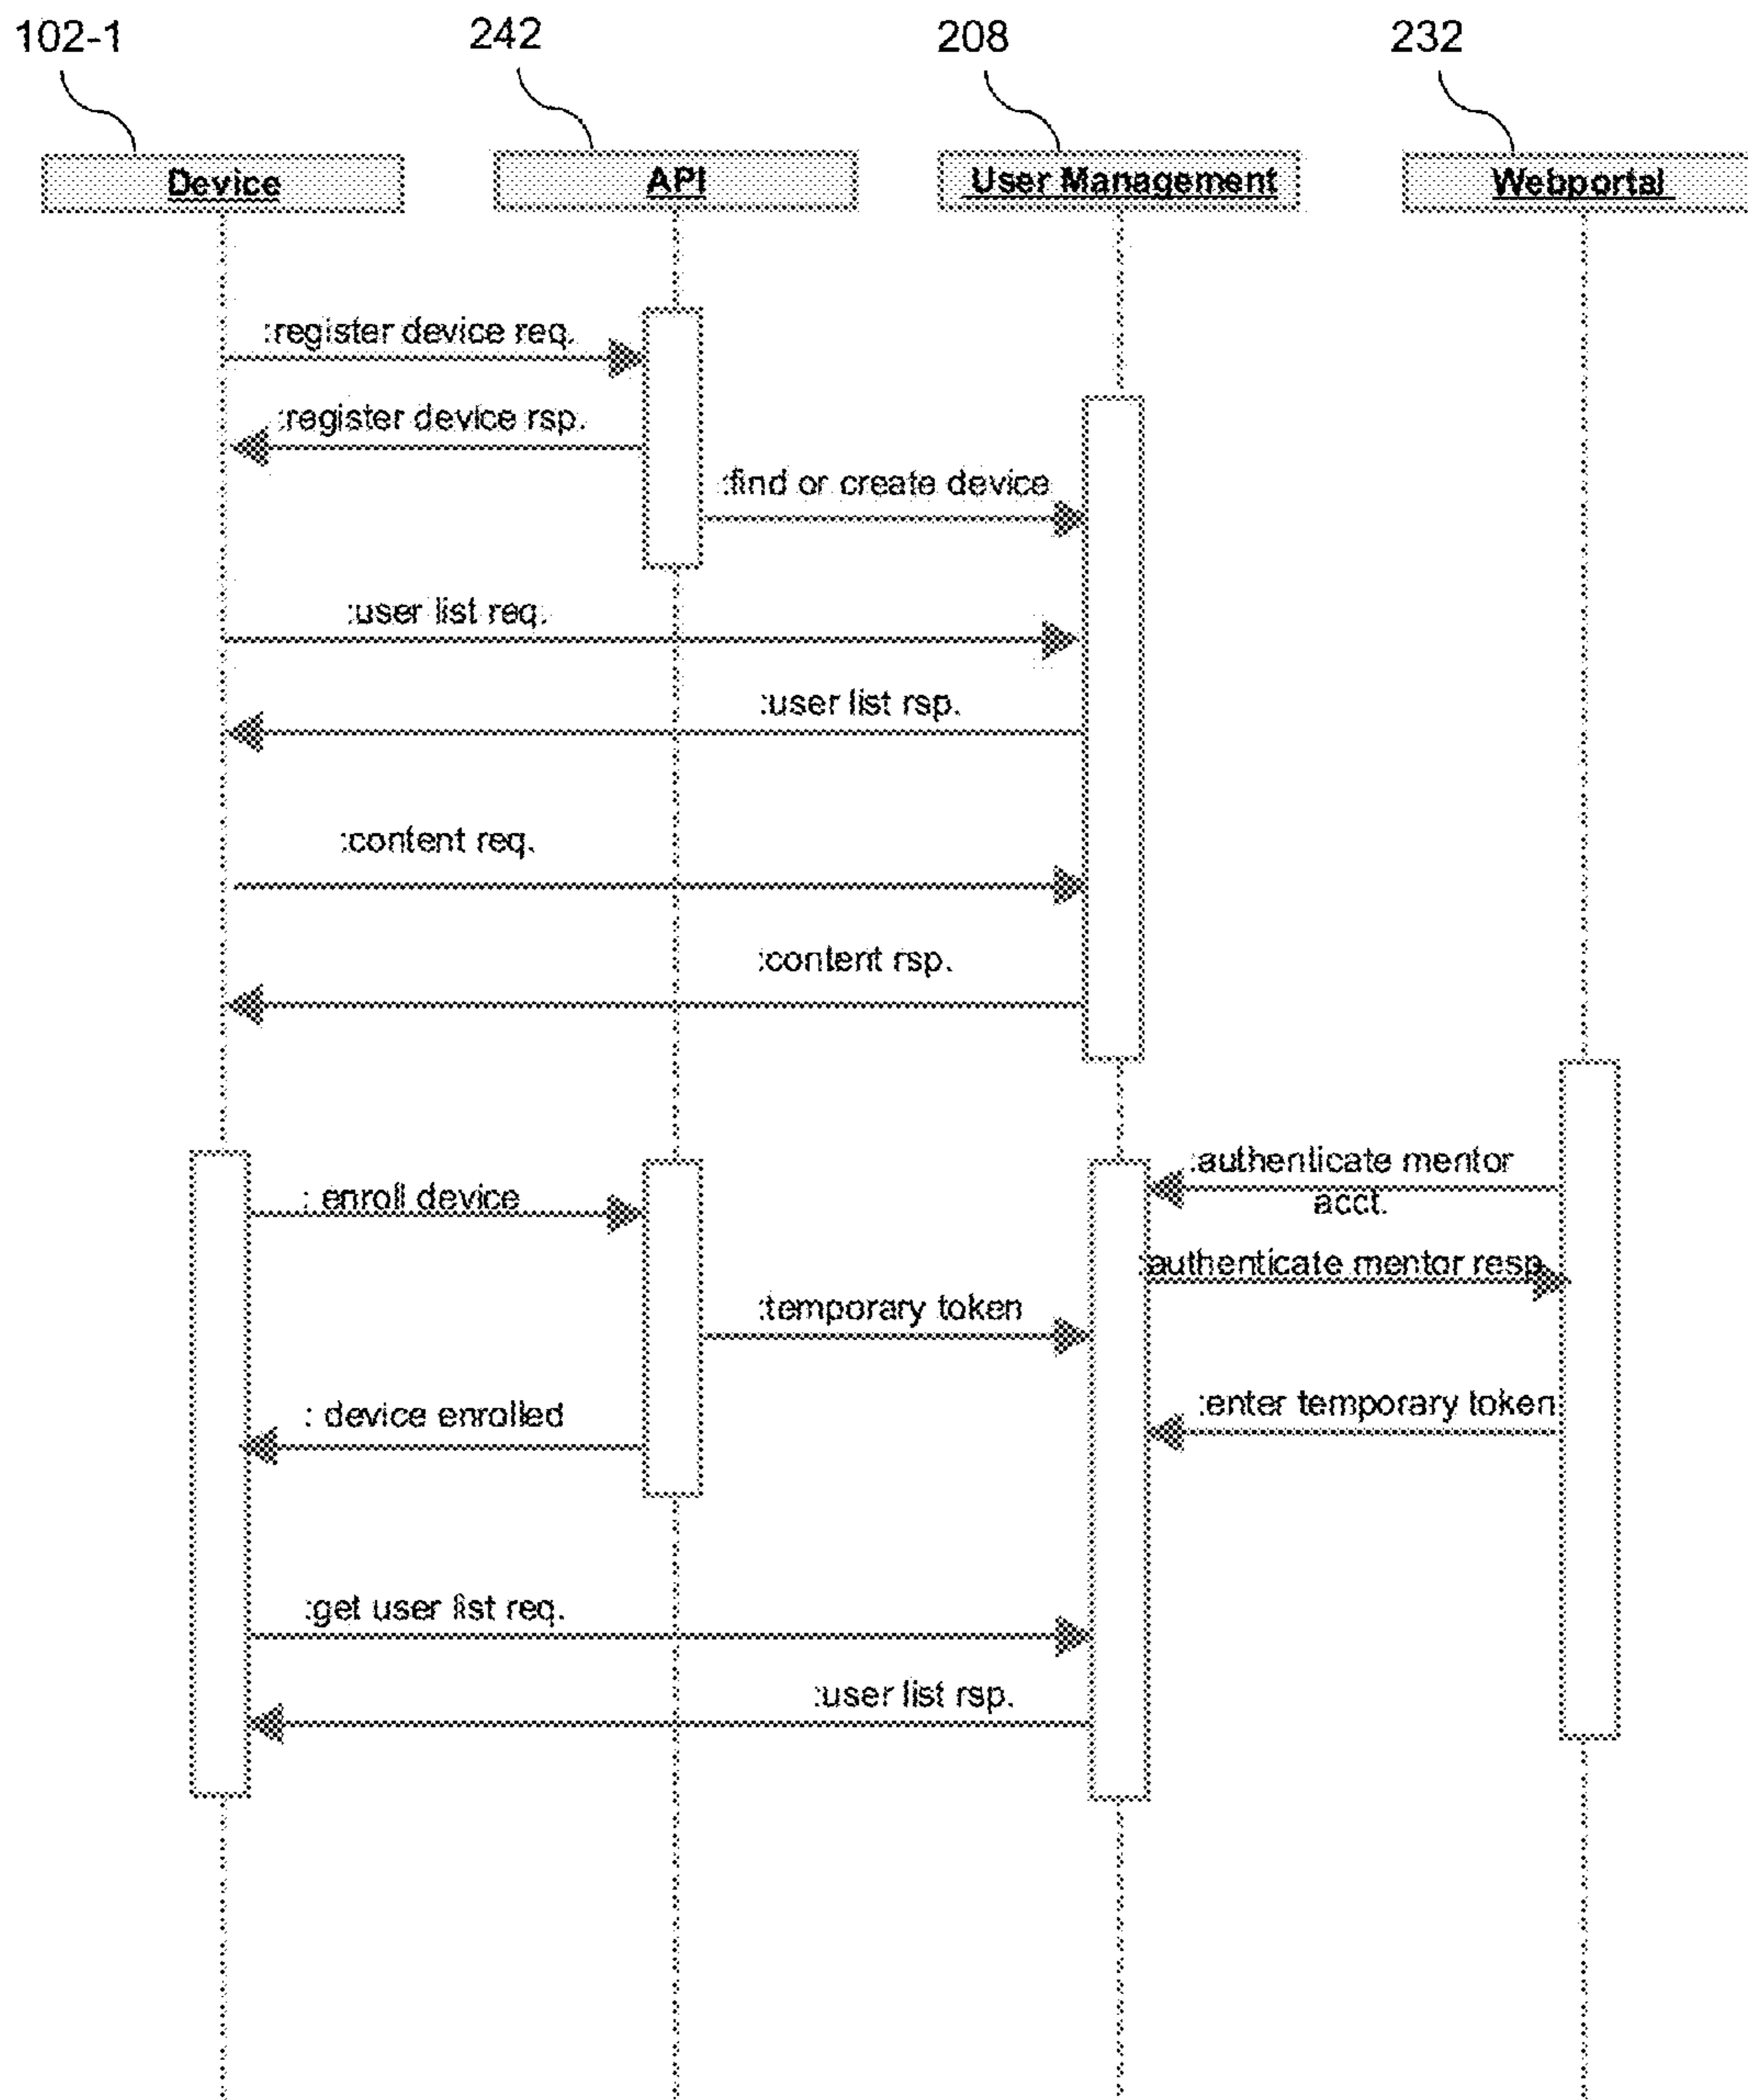 102-1
242
208
232
Device
API
User Management
Webportal
:register device req.
:register device rsp.
:find or create device
:user list req.
:user list rsp.
:content req.
:content rsp.
:authenticate mentor
acct.
: enroll device
:authenticate mentor resp.
:temporary token
:enter temporary token
: device enrolled
:get user list req.
:user list rsp.